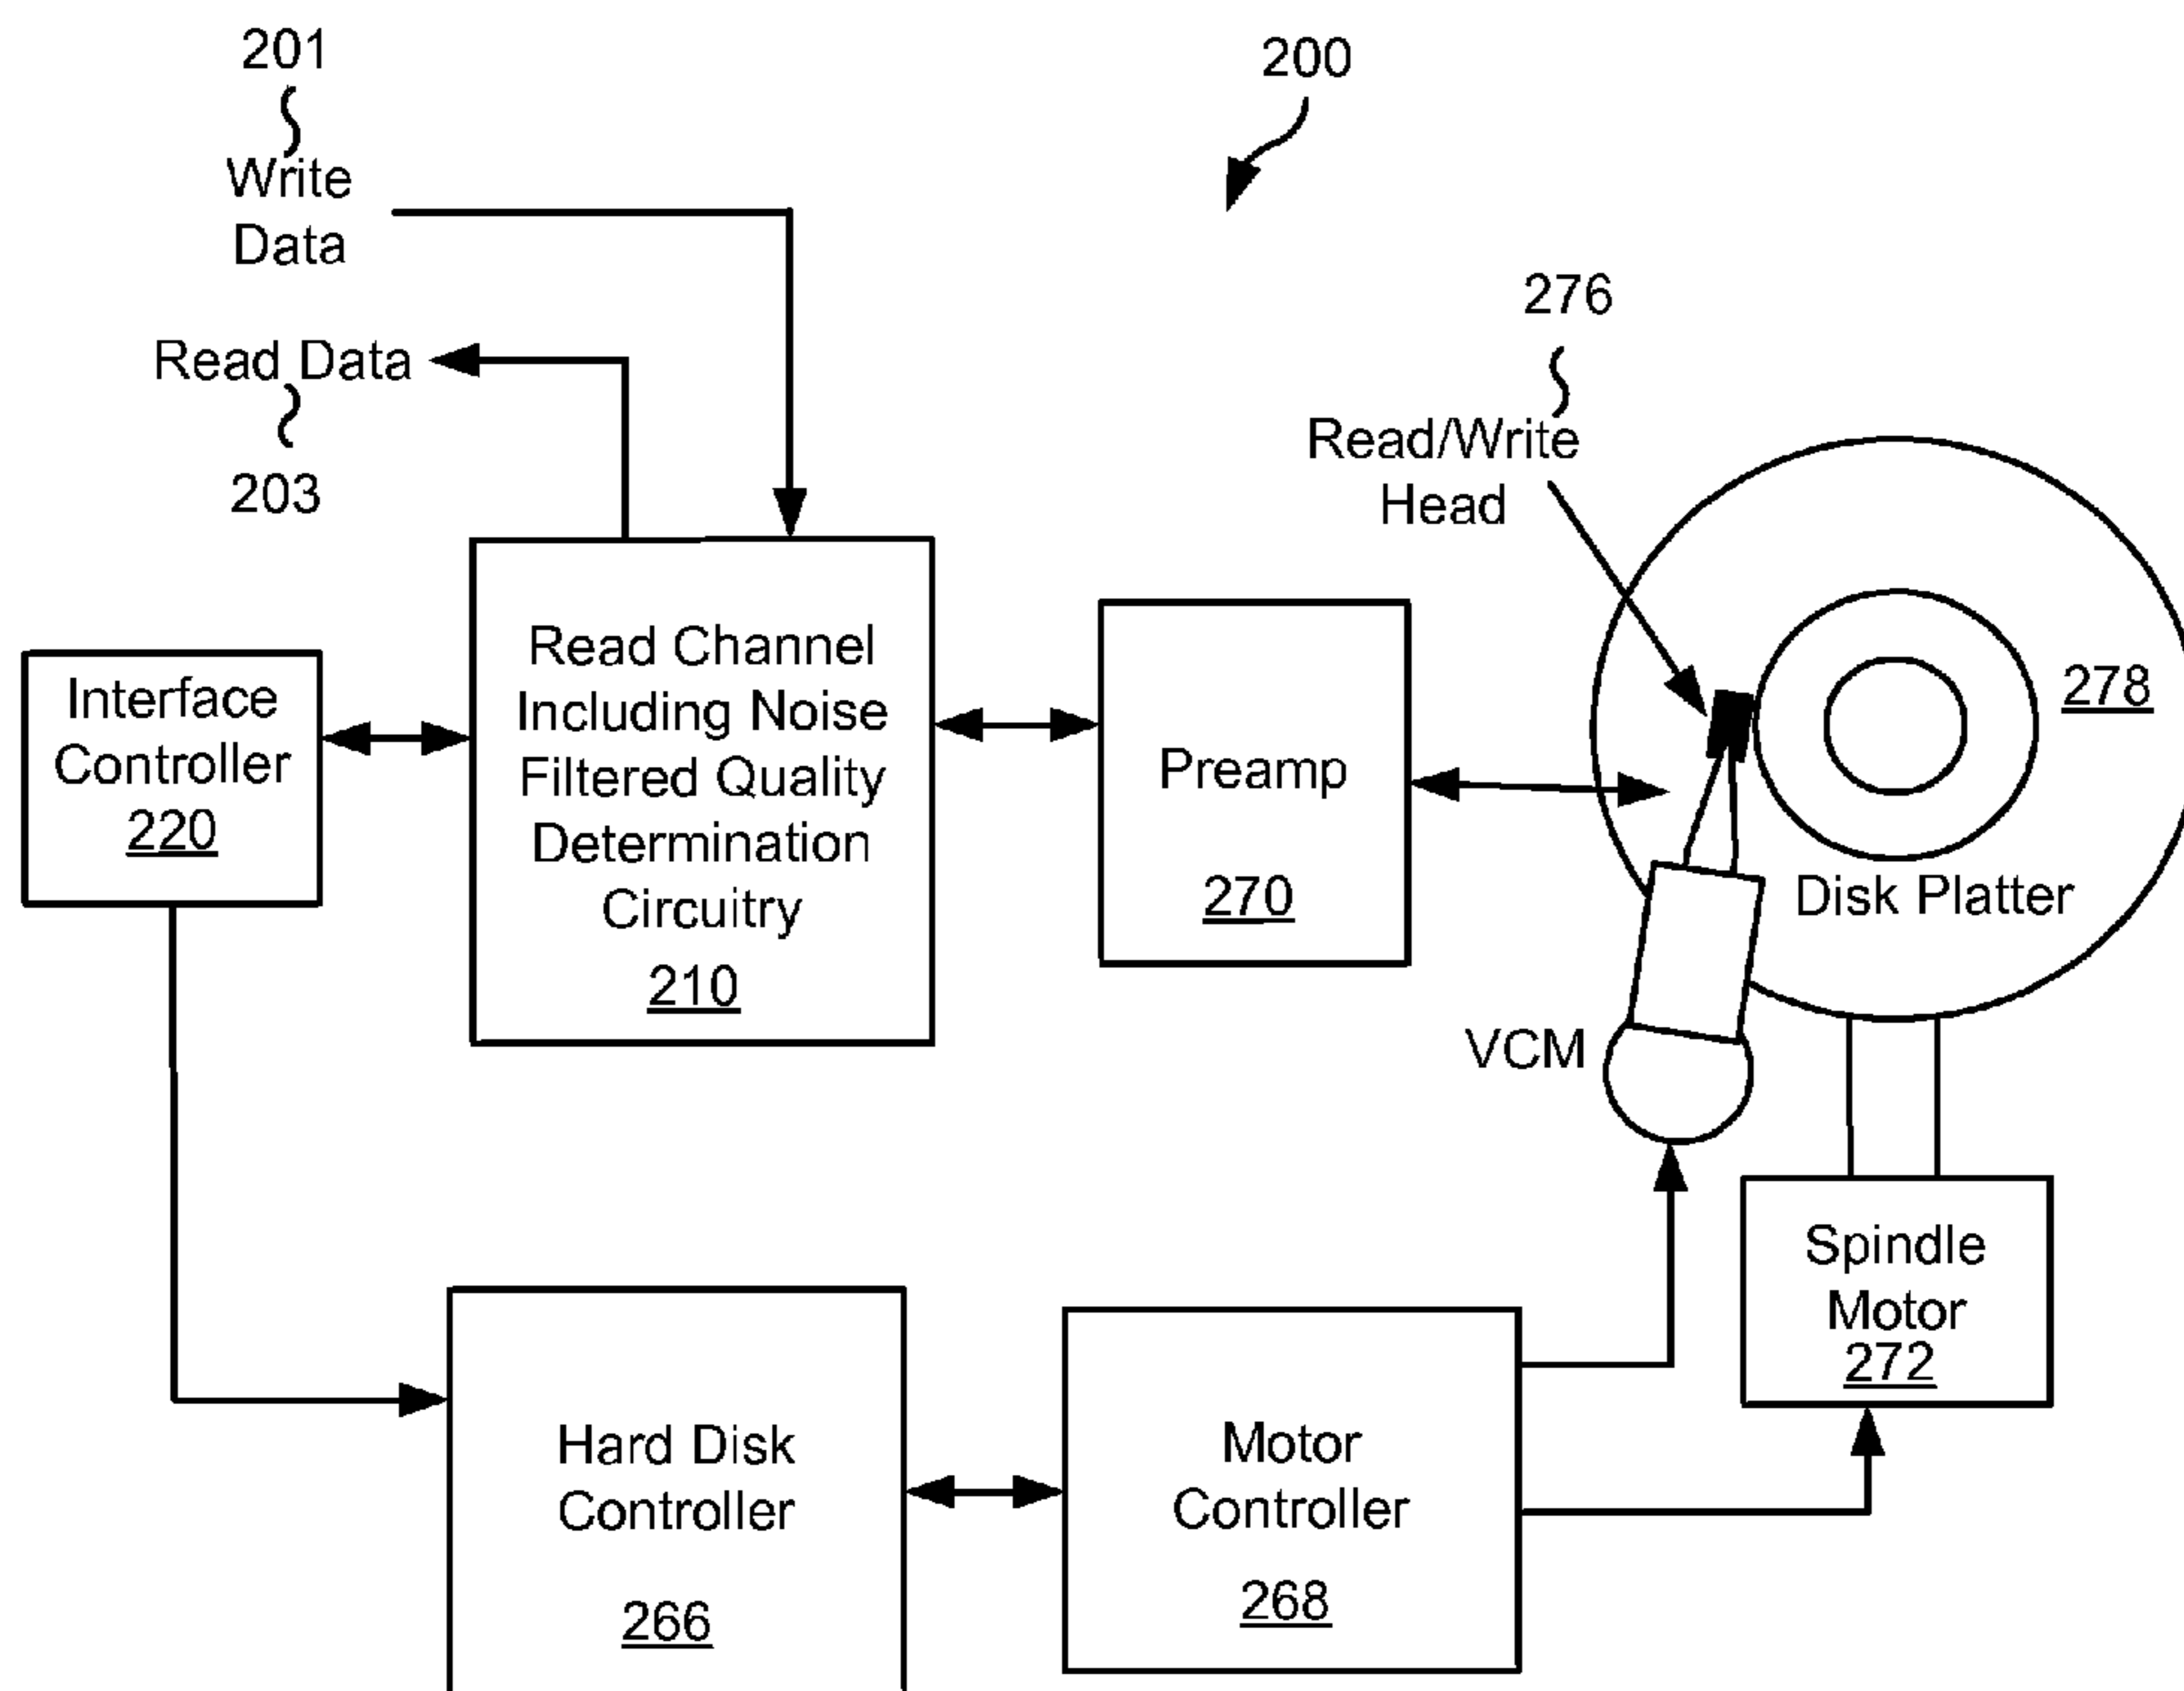 201
Write
Data
200
Read Data
203
276
Read/Write
Head
Interface
Controller
220
Read Channel
Including Noise
Filtered Quality
Determination
Circuitry
210
Preamp
270
278
Disk Platter
VCM
Spindle
Motor
272
Hard Disk
Controller
266
Motor
Controller
268